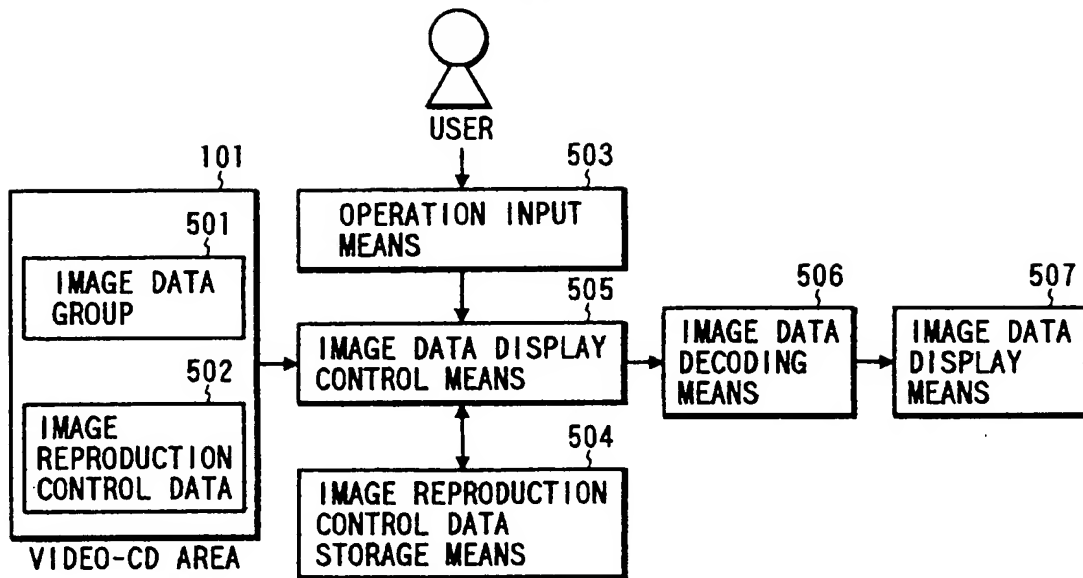 USER
101
503
501
OPERATION INPUT
MEANS
IMAGE DATA
GROUP
505
506
507
502
IMAGE DATA DISPLAY
CONTROL MEANS
IMAGE DATA
DECODING
MEANS
IMAGE DATA
DISPLAY
MEANS
IMAGE
REPRODUCTION
CONTROL DATA
504
IMAGE REPRODUCTION
CONTROL DATA
STORAGE MEANS
VIDEO-CD AREA